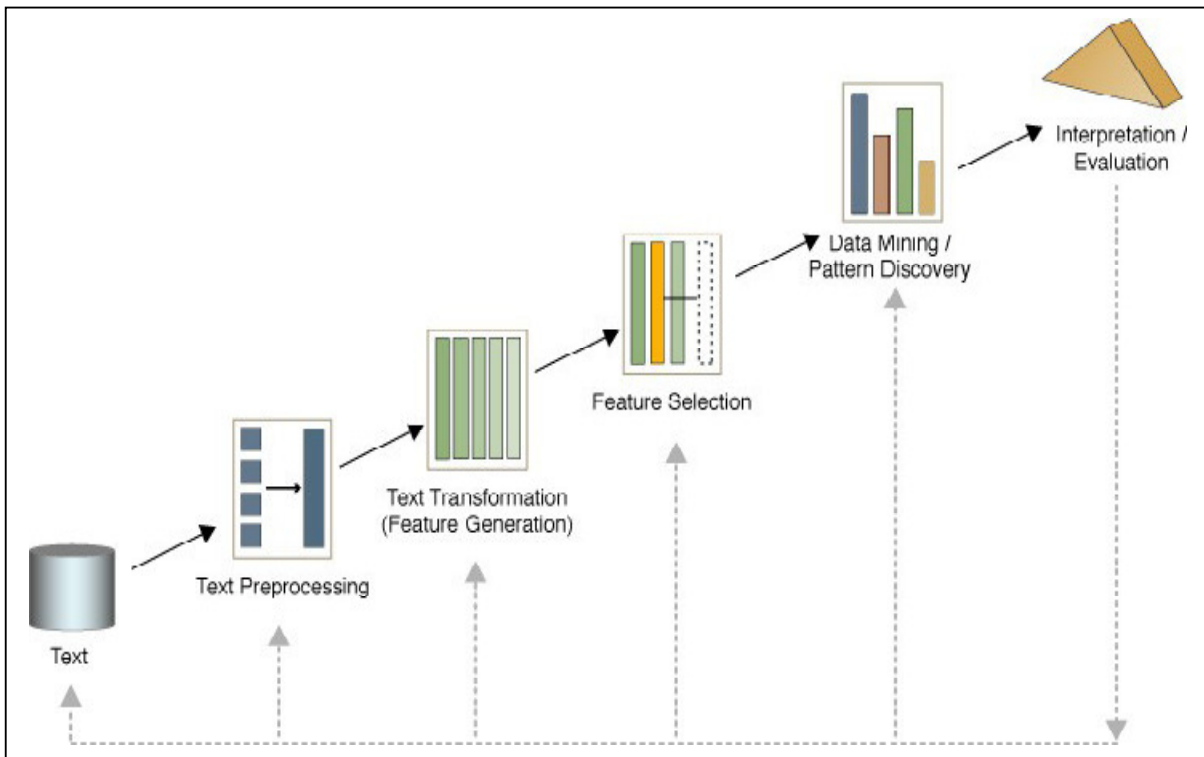 Text
Text Preprocessing
Text Transformation
(Feature Generation)
Feature Selection
Data Mining /
Pattern Discovery
Interpretation /
Evaluation